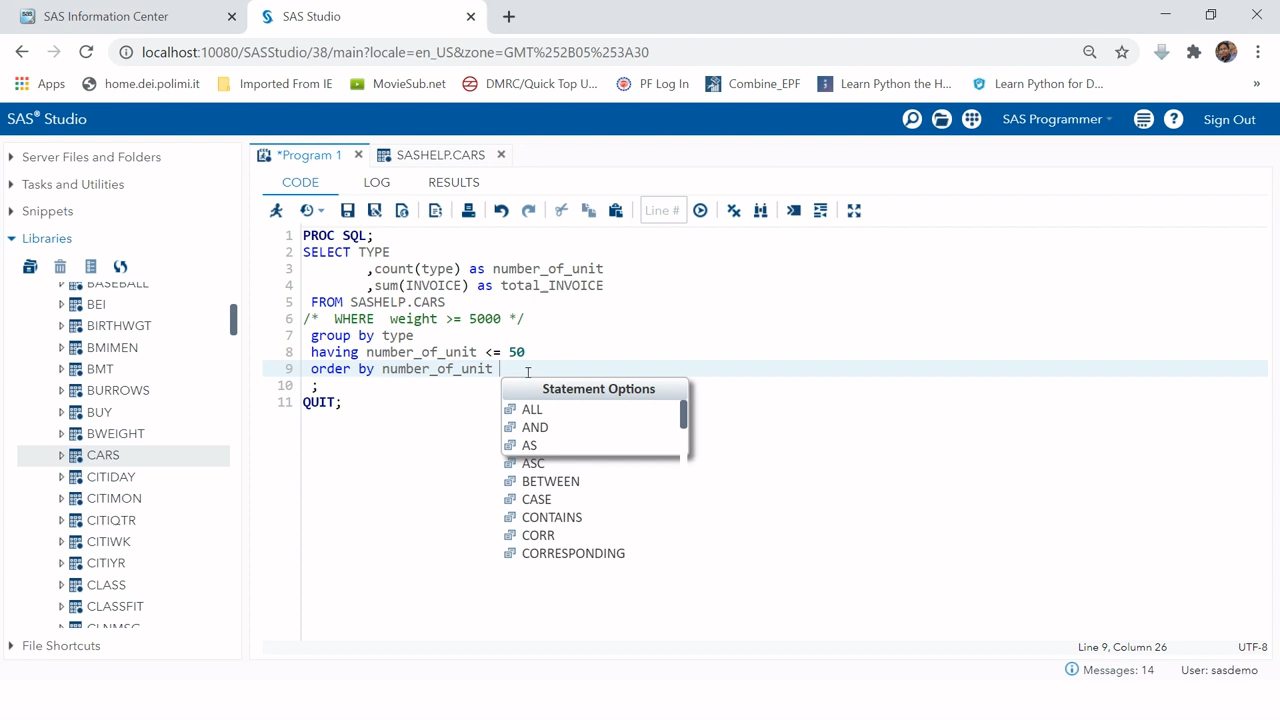 SAS Information Center
SAS Studio
localhost:10080/SASStudio/38/main?locale=en_US&zone=GMT%252B05%253A30
Apps home.dei.polimi.it Imported From IE MovieSub.net DMRC/Quick Top U... PF Log In Combine_EPF Learn Python the H... Learn Python for D... »
SAS® Studio
SAS Programmer
Sign Out
Server Files and Folders
Tasks and Utilities
Snippets
Libraries
BASEBALL
BEI
BIRTHWGT
BMIMEN
BMT
BURROWS
BUY
BWEIGHT
CARS
CITIDAY
CITIMON
CITIQTR
CITIWK
CITIYR
CLASS
CLASSFIT
CLNMSG
File Shortcuts
*Program 1
SASHELP.CARS
CODE LOG RESULTS
Line #
1 PROC SQL;
2 SELECT TYPE
3 ,count(type) as number_of_unit
4 ,sum(INVOICE) as total_INVOICE
5 FROM SASHELP.CARS
6 /* WHERE weight >= 5000 */
7 group by type
8 having number_of_unit <= 50
9 order by number_of_unit
10 ;
11 QUIT;
Statement Options
ALL
AND
AS
ASC
BETWEEN
CASE
CONTAINS
CORR
CORRESPONDING
Line 9, Column 26
UTF-8
Messages: 14
User: sasdemo